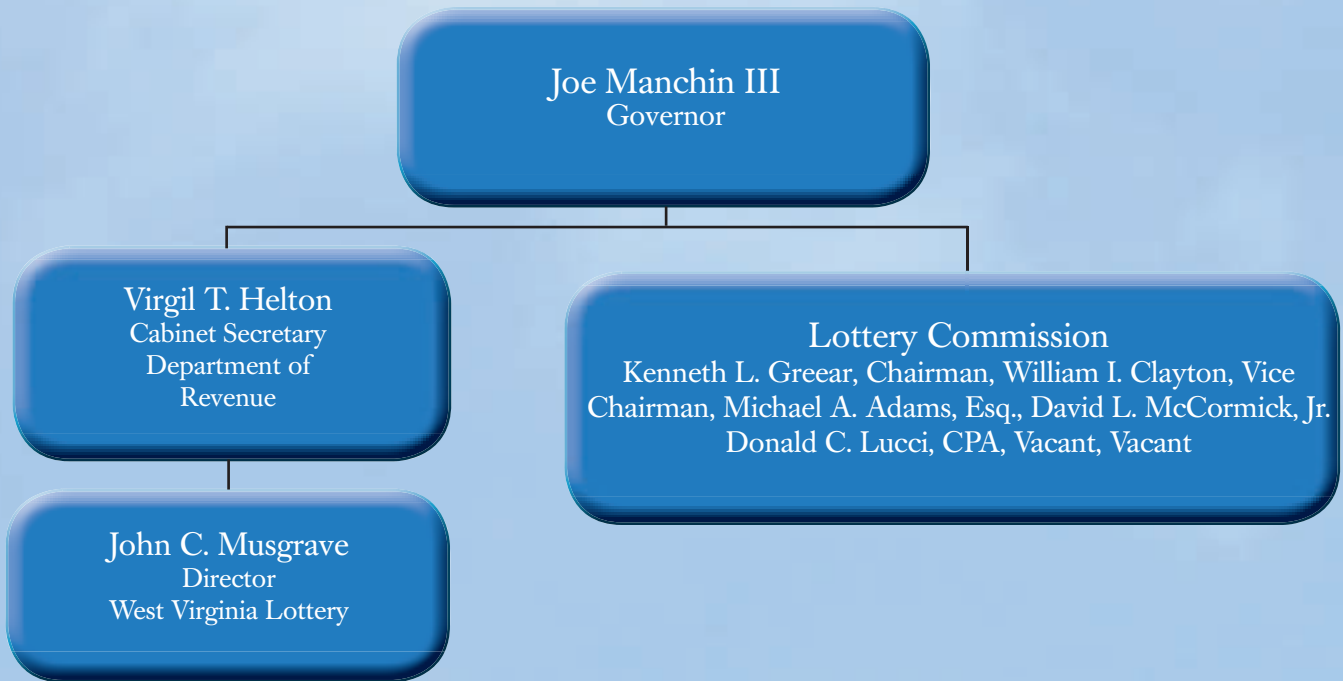 Joe Manchin III
Governor
Virgil T. Helton
Cabinet Secretary
Department of
Revenue
Lottery Commission
Kenneth L. Greear, Chairman, William I. Clayton, Vice
Chairman, Michael A. Adams, Esq., David L. McCormick, Jr.
Donald C. Lucci, CPA, Vacant, Vacant
John C. Musgrave
Director
West Virginia Lottery